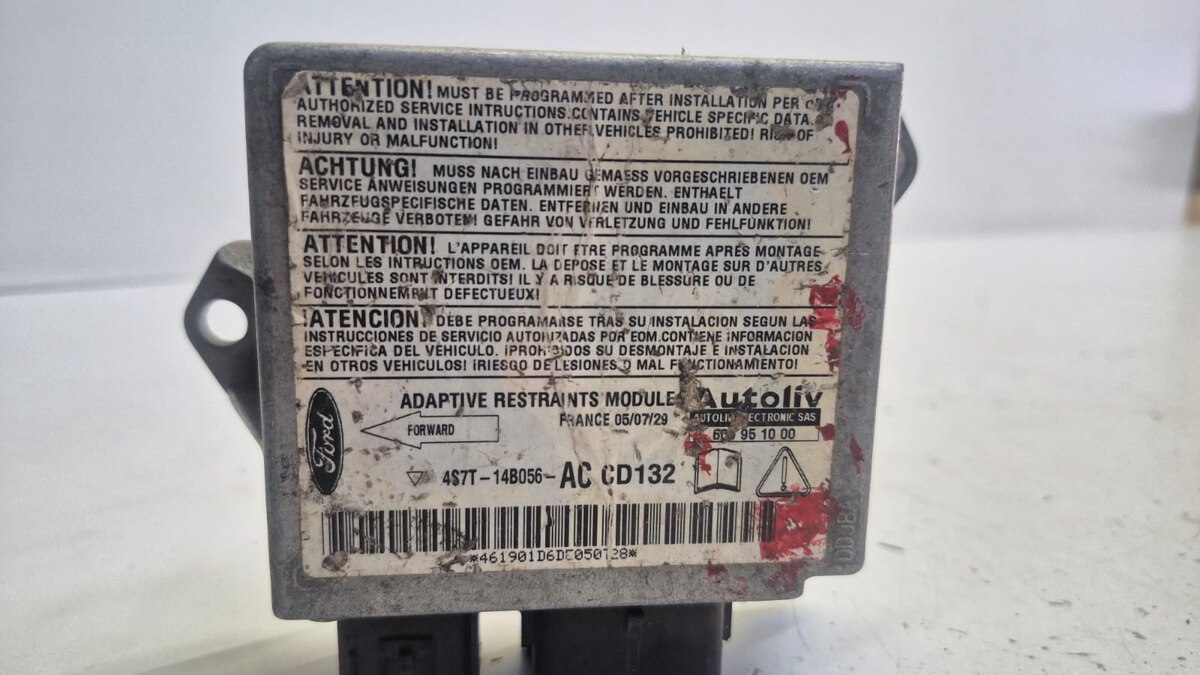 ATTENTION! MUST BE PROGRAMMED AFTER INSTALLATION PER
AUTHORIZED SERVICE INTRUCTIONS.CONTAINS VEHICLE SPECIFIC DATA.
REMOVAL AND INSTALLATION IN OTHER VEHICLES PROHIBITED! RISK OF
INJURY OR MALFUNCTION!
ACHTUNG! MUSS NACH EINBAU GEMAESS VORGESCHRIEBENEN OEM
SERVICE ANWEISUNGEN PROGRAMMIERT WERDEN. ENTHAELT
FAHRZEUGSPECIFISCHE DATEN. ENTFERNEN UND EINBAU IN ANDERE
FAHRZEUGE VERBOTEN! GEFAHR VON VERLETZUNG UND FEHLFUNKTION!
ATTENTION! L'APPAREIL DOIT ETRE PROGRAMME APRES MONTAGE
SELON LES INTRUCTIONS OEM. LA DEPOSE ET LE MONTAGE SUR D'AUTRES
VEHICULES SONT INTERDITS! IL Y A RISQUE DE BLESSURE OU DE
FONCTIONNEMENT DEFECTUEUX!
¡ATENCION! DEBE PROGRAMARSE TRAS SU INSTALACION SEGUN LAS
INSTRUCCIONES DE SERVICIO AUTORIZADAS POR EOM.CONTIENE INFORMACION
ESPECIFICA DEL VEHICULO. ¡PROHIBIDOS SU DESMONTAJE E INSTALACION
EN OTROS VEHICULOS! ¡RIESGO DE LESIONES O MAL FUNCIONAMIENTO!
ADAPTIVE RESTRAINTS MODULE Autoliv
FRANCE 05/07/29 AUTOLIV ELECTRONIC SAS
Ford FORWARD 95 10 00
4S7T-14B056-AC CD132